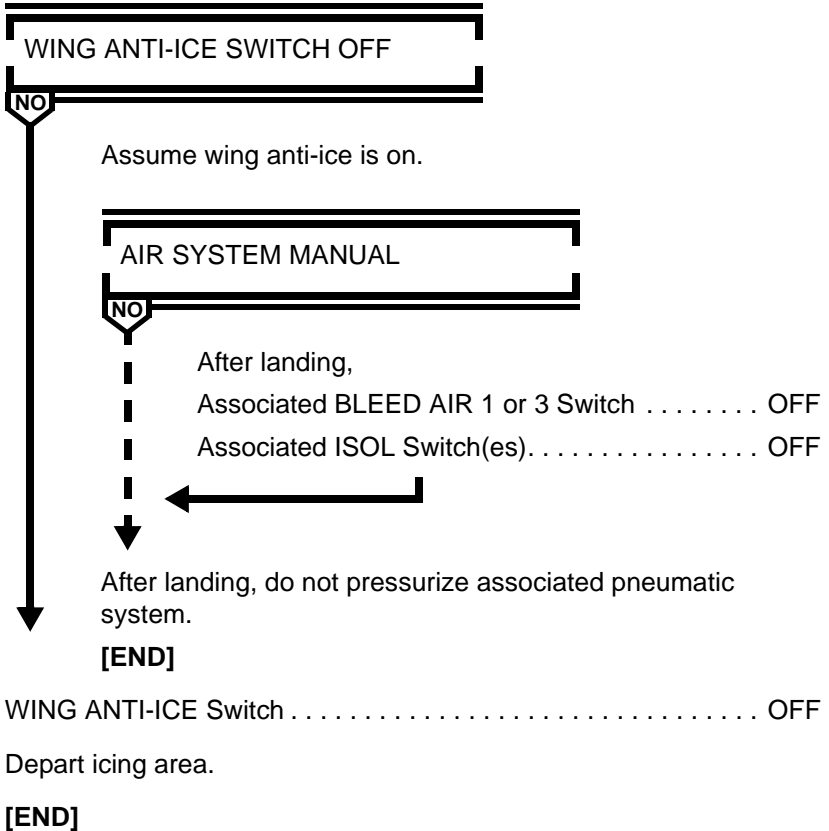 WING ANTI-ICE SWITCH OFF
NO
Assume wing anti-ice is on.
AIR SYSTEM MANUAL
NO
After landing,
Associated BLEED AIR 1 or 3 Switch . . . . . . . . OFF
Associated ISOL Switch(es). . . . . . . . . . . . . . . . OFF
After landing, do not pressurize associated pneumatic
system.
[END]
WING ANTI-ICE Switch . . . . . . . . . . . . . . . . . . . . . . . . . . . . . . . . OFF
Depart icing area.
[END]